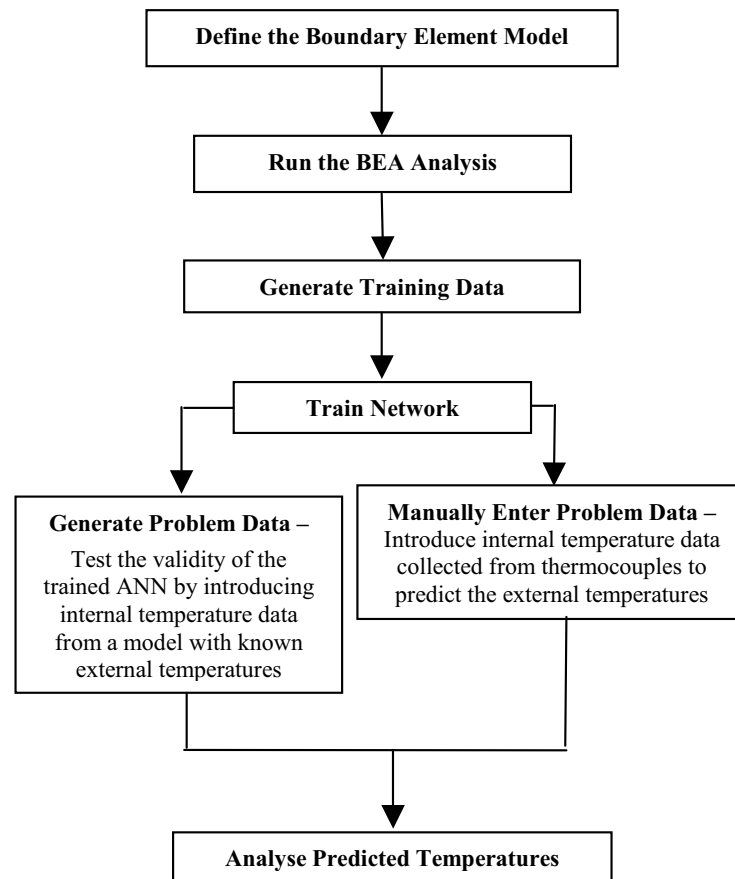 Define the Boundary Element Model
Run the BEA Analysis
Generate Training Data
Train Network
Generate Problem Data –
Test the validity of the
trained ANN by introducing
internal temperature data
from a model with known
external temperatures
Manually Enter Problem Data –
Introduce internal temperature data
collected from thermocouples to
predict the external temperatures
Analyse Predicted Temperatures